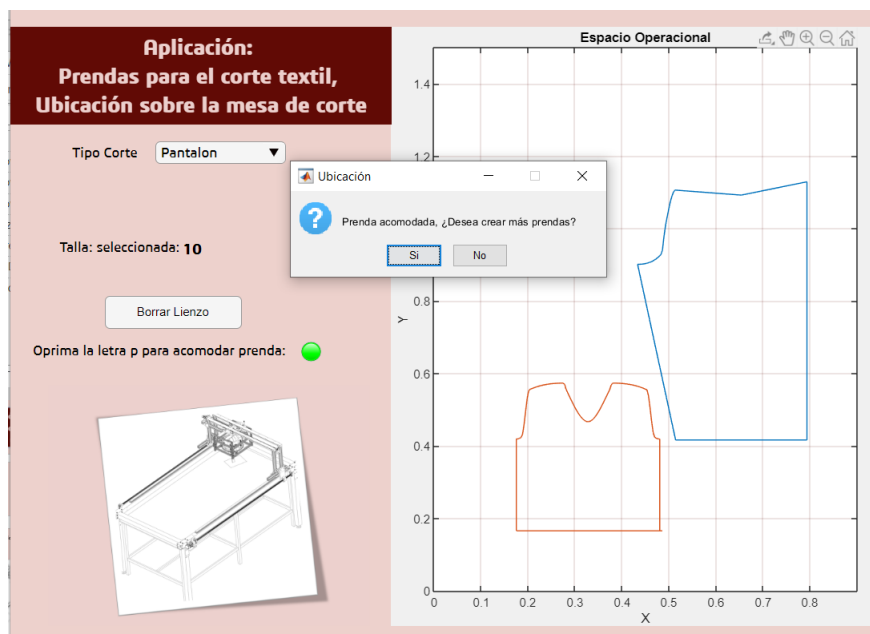 Aplicación:
Prendas para el corte textil,
Ubicación sobre la mesa de corte
Tipo Corte
Pantalon
Talla: seleccionada: 10
Borrar Lienzo
Oprima la letra p para acomodar prenda:
Ubicación
Prenda acomodada, ¿Desea crear más prendas?
Si
No
Espacio Operacional
1.4
1.2
0.8
0.6
0.4
0.2
0
Y
0 0.1 0.2 0.3 0.4 0.5 0.6 0.7 0.8
X